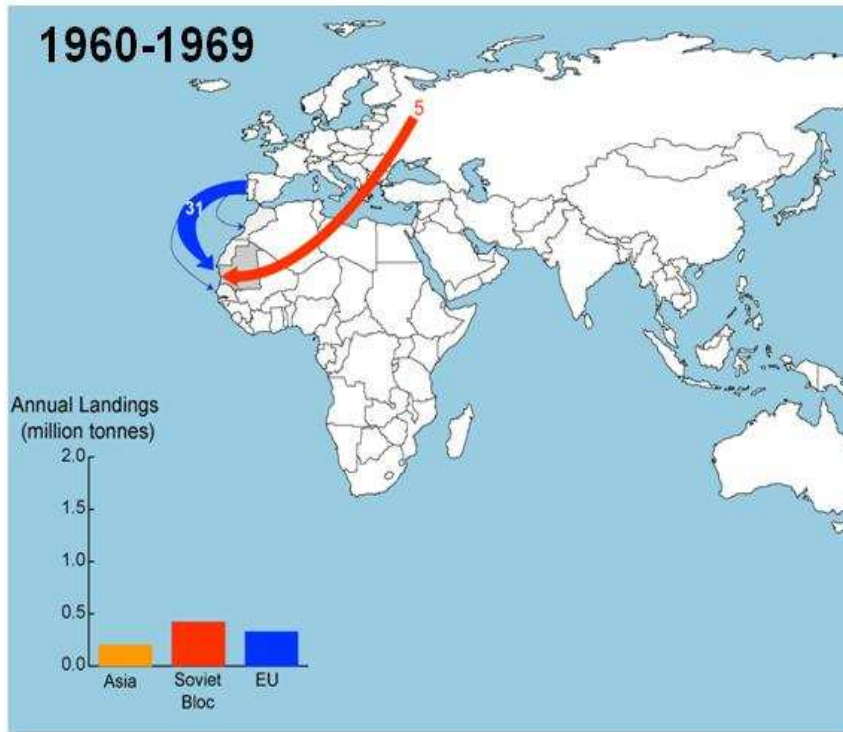 1960-1969
5
31
Annual Landings
(million tonnes)
2.0
1.5
1.0
0.5
0.0
Asia
Soviet
Bloc
EU